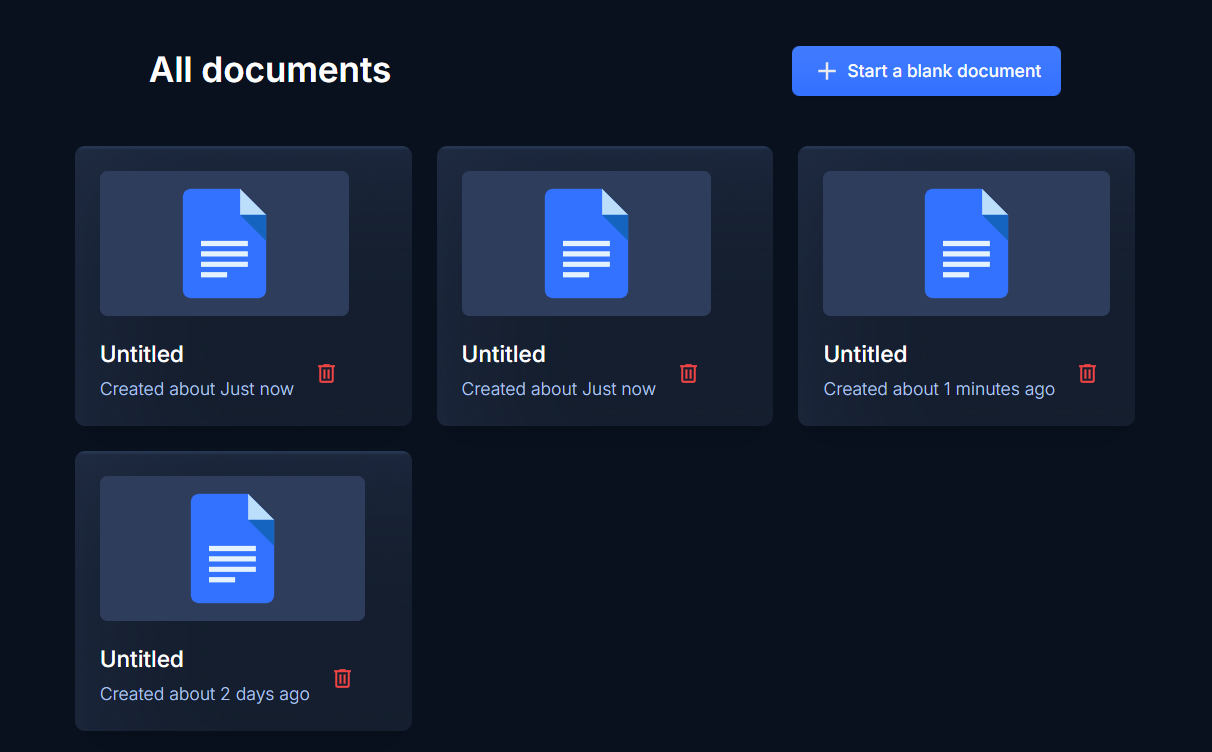 All documents
Start a blank document
Untitled
Created about Just now
Untitled
Created about Just now
Untitled
Created about 1 minutes ago
Untitled
Created about 2 days ago